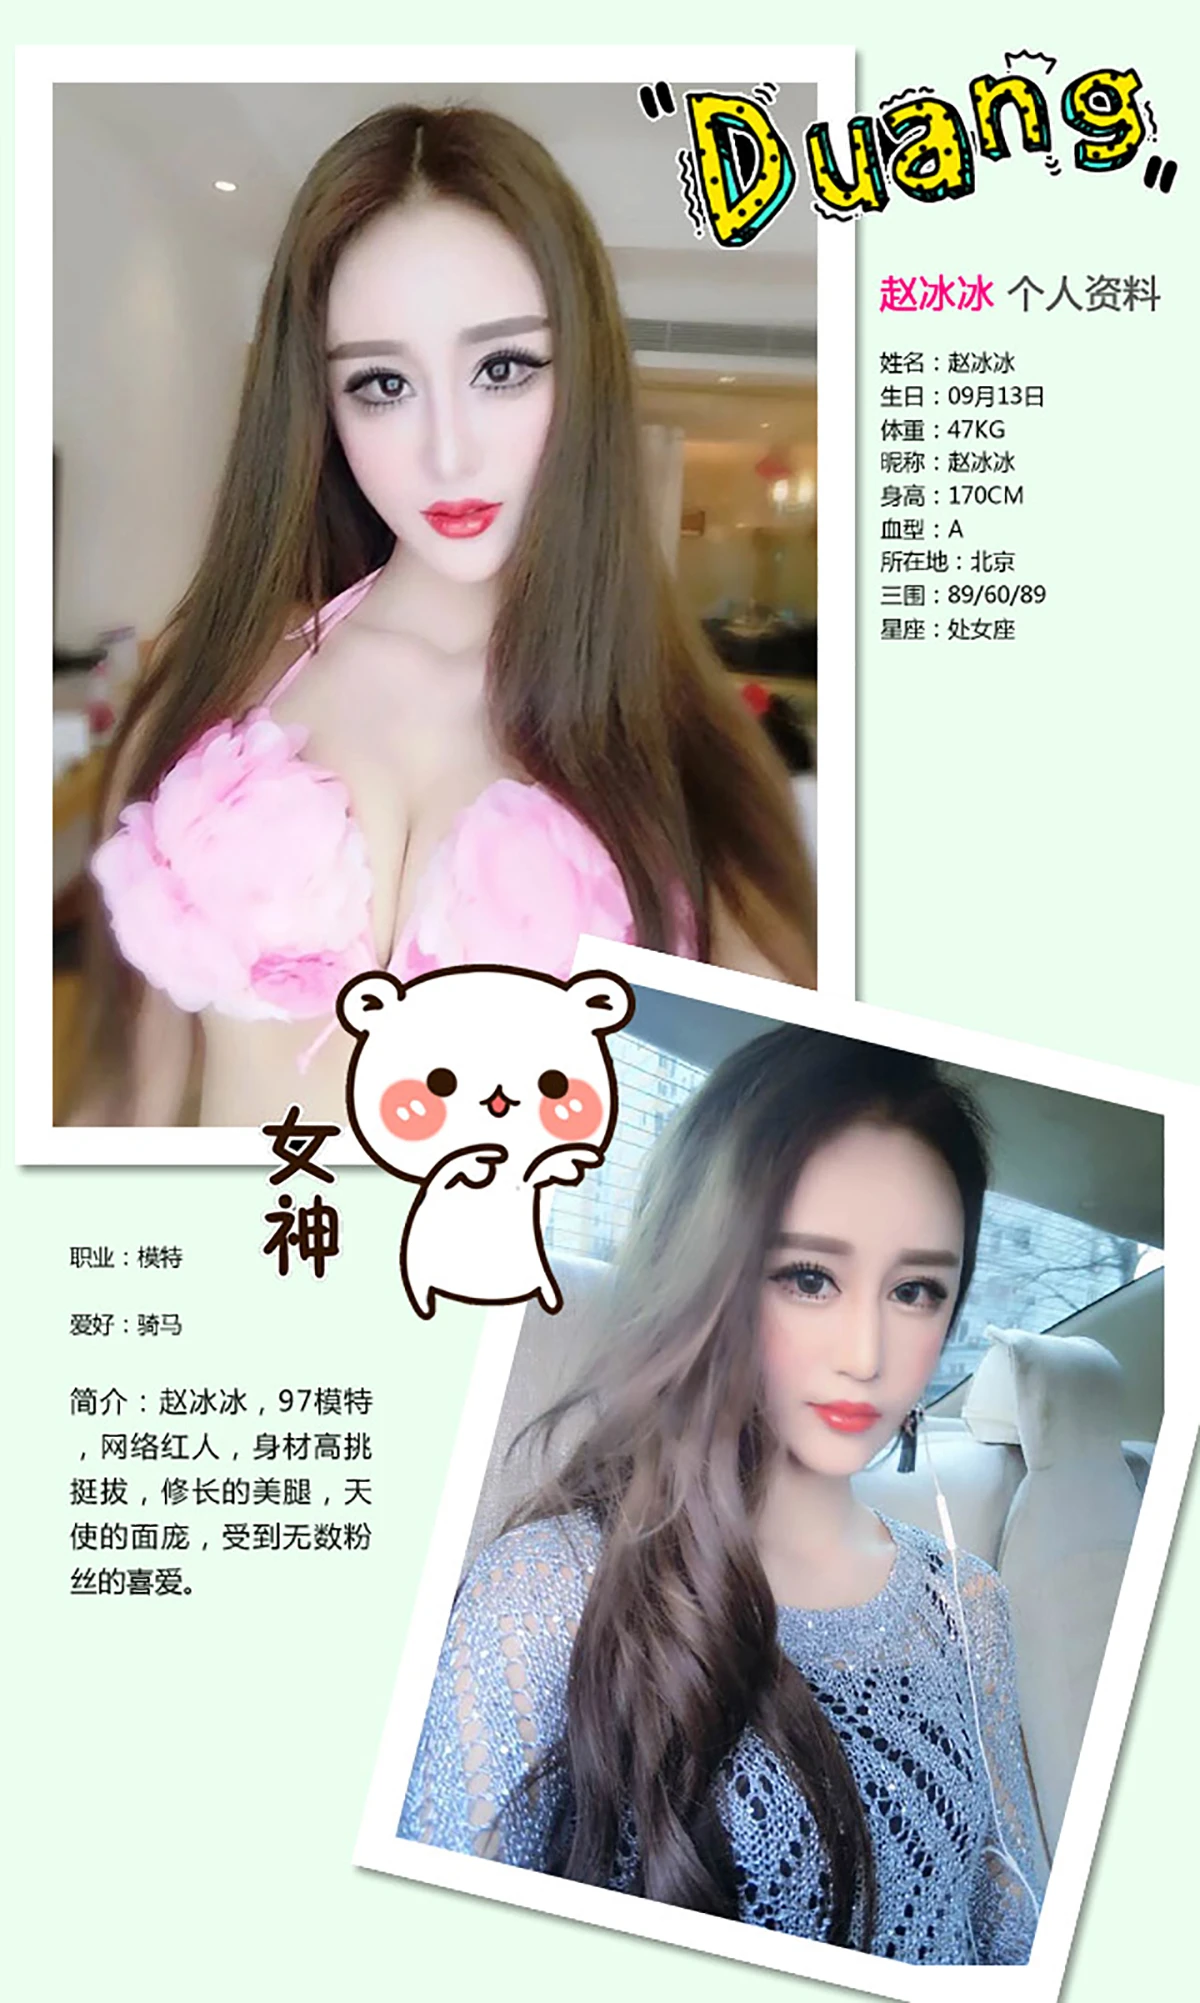 "Duang"
赵冰冰 个人资料
姓名：赵冰冰
生日：09月13日
体重：47KG
昵称：赵冰冰
身高：170CM
血型：A
所在地：北京
三围：89/60/89
星座：处女座
女神
职业：模特
爱好：骑马
简介：赵冰冰，97模特
，网络红人，身材高挑
挺拔，修长的美腿，天
使的面庞，受到无数粉
丝的喜爱。